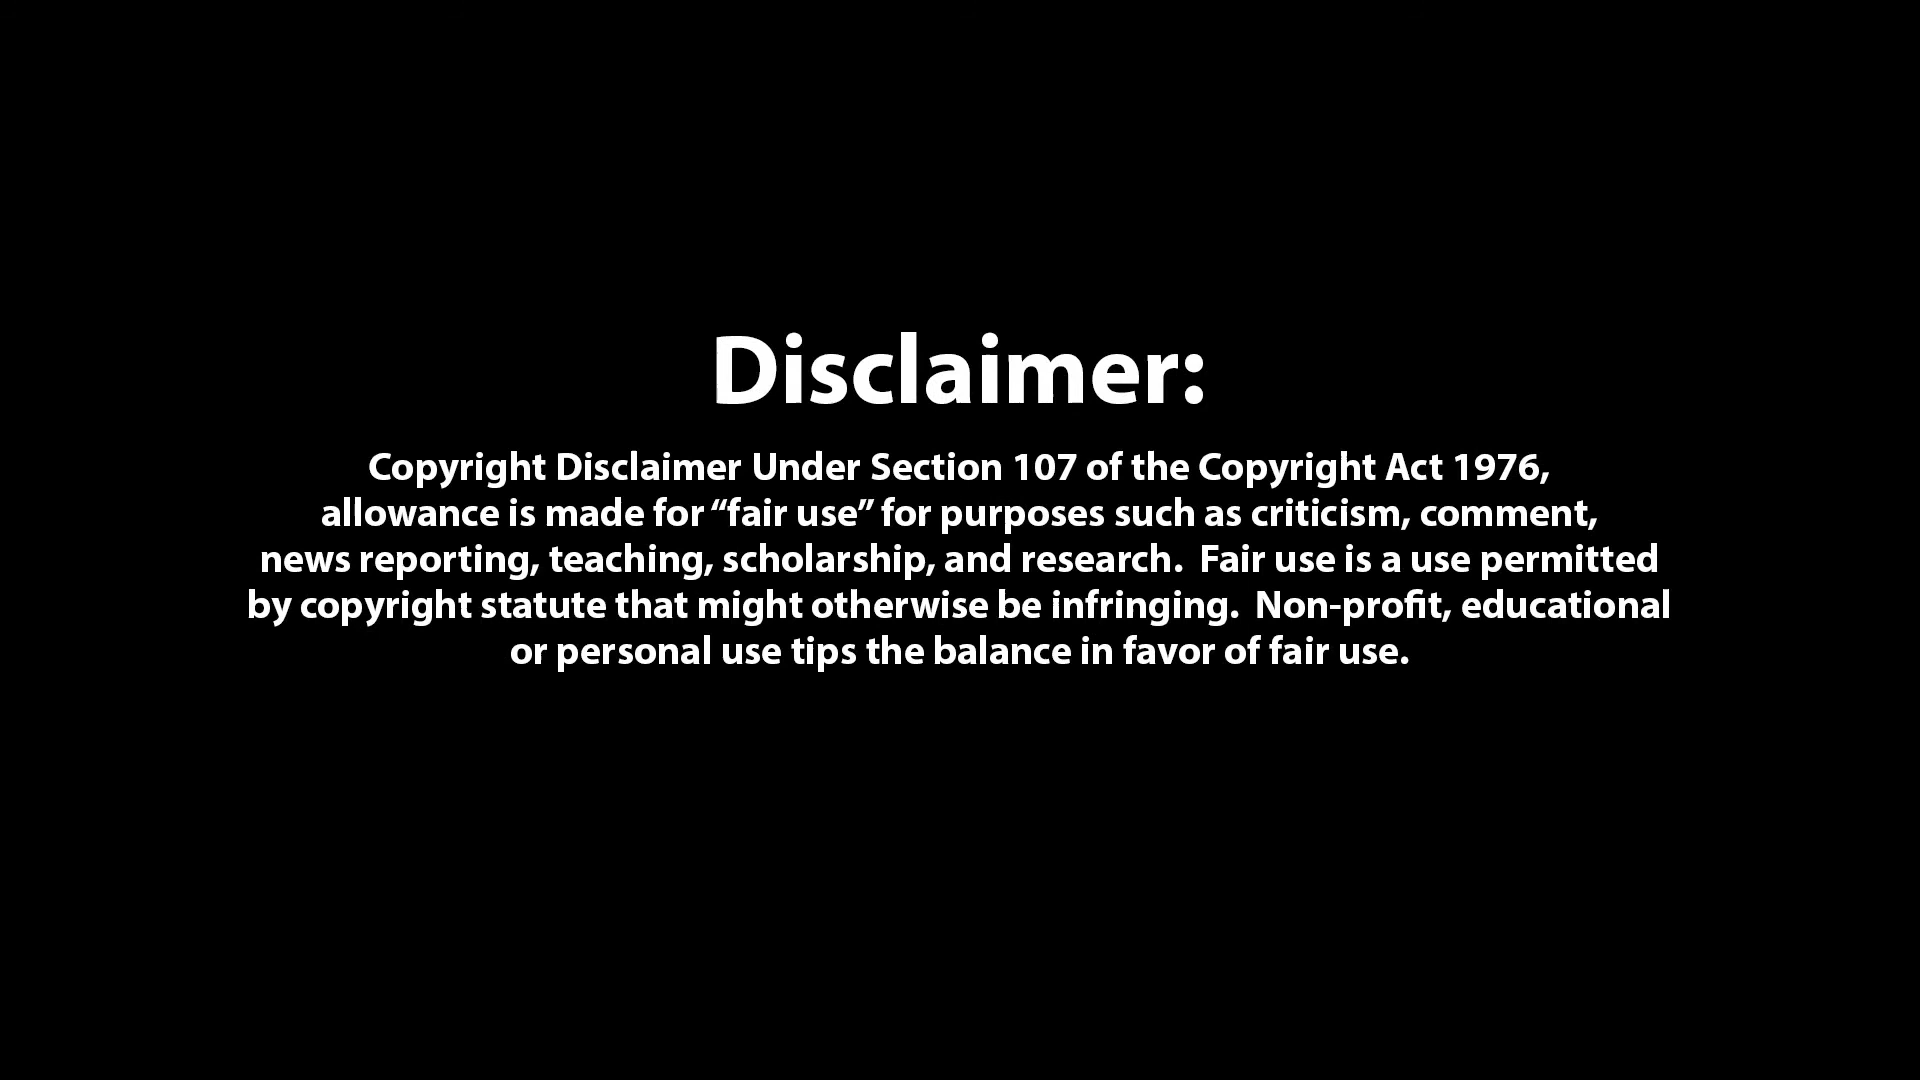 Disclaimer:
Copyright Disclaimer Under Section 107 of the Copyright Act 1976,
allowance is made for “fair use” for purposes such as criticism, comment,
news reporting, teaching, scholarship, and research.  Fair use is a use permitted
by copyright statute that might otherwise be infringing.  Non-profit, educational
or personal use tips the balance in favor of fair use.